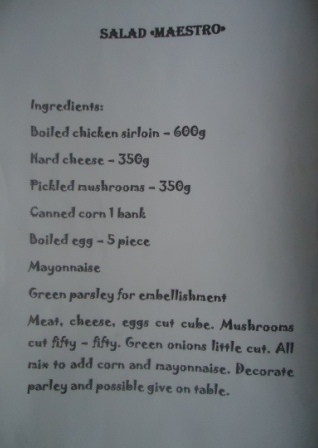 SALAD •MAESTRO•
Ingredients:
Boiled chicken sirloin – 600g
Hard cheese – 350g
Pickled mushrooms – 350g
Canned corn 1 bank
Boiled egg – 5 piece
Mayonnaise
Green parsley for embellishment
Meat, cheese, eggs cut cube. Mushrooms
cut fifty – fifty. Green onions little cut. All
mix to add corn and mayonnaise. Decorate
parley and possible give on table.